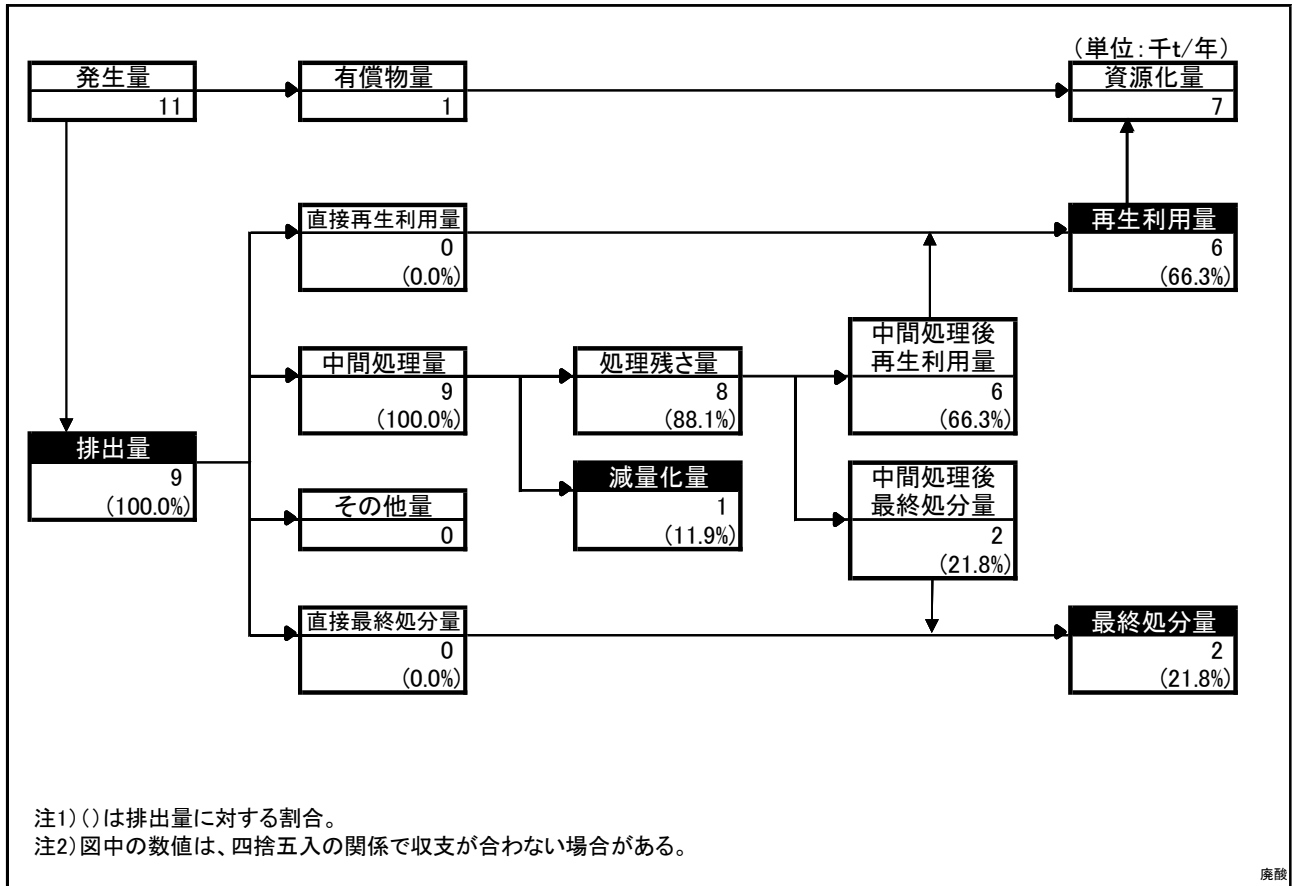 (単位:千t/年)
発生量
11
有償物量
1
資源化量
7
直接再生利用量
0
(0.0%)
再生利用量
6
(66.3%)
中間処理量
9
(100.0%)
処理残さ量
8
(88.1%)
中間処理後
再生利用量
6
(66.3%)
排出量
9
(100.0%)
減量化量
1
(11.9%)
中間処理後
最終処分量
2
(21.8%)
その他量
0
直接最終処分量
0
(0.0%)
最終処分量
2
(21.8%)
注1)()は排出量に対する割合。
注2)図中の数値は、四捨五入の関係で収支が合わない場合がある。
廃酸